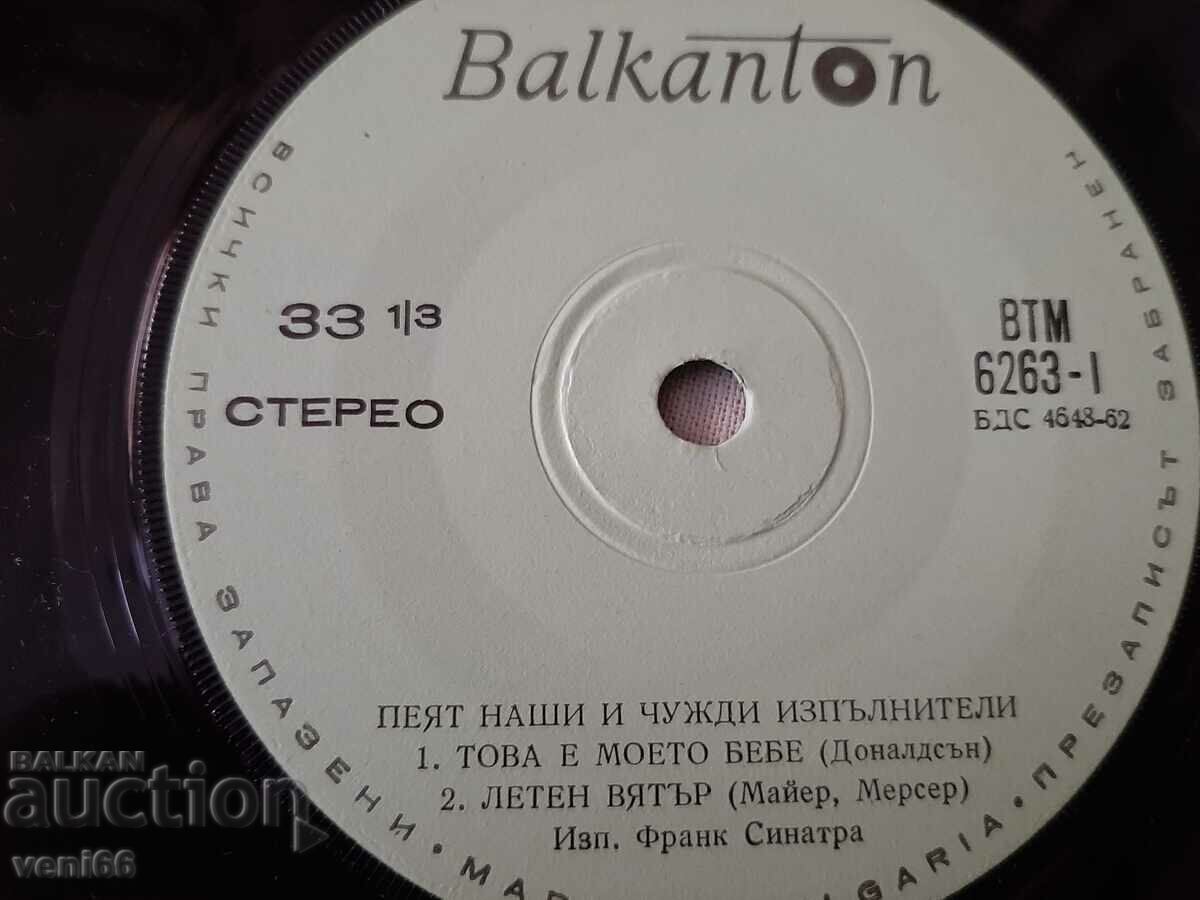 Balkanton
33 1/3
СТЕРЕО
ВТМ
6263-1
БДС 4648-62
ПЕЯТ НАШИ И ЧУЖДИ ИЗПЪЛНИТЕЛИ
1. ТОВА Е МОЕТО БЕБЕ (Доналдсън)
2. ЛЕТЕН ВЯТЪР (Майер, Мерсер)
Изп. Франк Синатра
ВСИЧКИ ПРАВА ЗАПАЗЕНИ •
• ПРЕЗАПИСЪТ ЗАБРАНЕН
BALKAN
auction
veni66